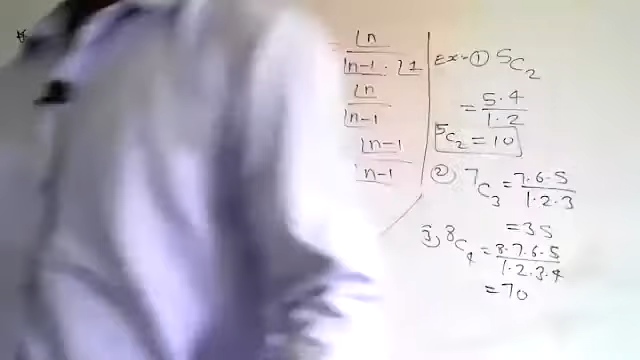 = ⌊n
⌊n-1 · ⌊1
⌊n
⌊n-1
⌊n-1
⌊n-1
Ex:- ① ⁵C₂
= 5·4 / 1·2
⁵C₂ = 10
②, ⁷C₃ = 7·6·5 / 1·2·3
= 35
3, ⁸C₄ = 8·7·6·5 / 1·2·3·4
= 70